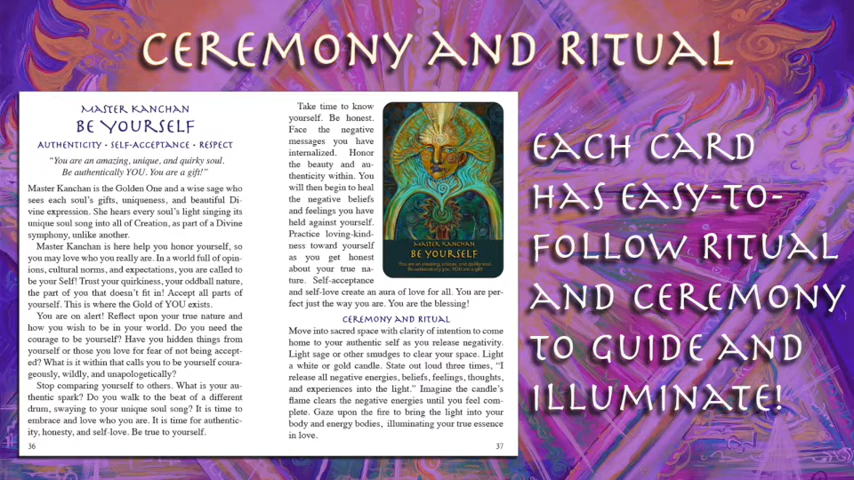 CEREMONY AND RITUAL
MASTER KANCHAN
BE YOURSELF
AUTHENTICITY • SELF-ACCEPTANCE • RESPECT
“You are an amazing, unique, and quirky soul.
Be authentically YOU. You are a gift!”
Master Kanchan is the Golden One and a wise sage who
sees each soul's gifts, uniqueness, and beautiful Di-
vine expression. She hears every soul's light singing its
unique soul song into all of Creation, as part of a Divine
symphony, unlike another.
Master Kanchan is here help you honor yourself, so
you may love who you really are. In a world full of opin-
ions, cultural norms, and expectations, you are called to
be your Self! Trust your quirkiness, your oddball nature,
the part of you that doesn't fit in! Accept all parts of
yourself. This is where the Gold of YOU exists.
You are on alert! Reflect upon your true nature and
how you wish to be in your world. Do you need the
courage to be yourself? Have you hidden things from
yourself or those you love for fear of not being accept-
ed? What is it within that calls you to be yourself coura-
geously, wildly, and unapologetically?
Stop comparing yourself to others. What is your au-
thentic spark? Do you walk to the beat of a different
drum, swaying to your unique soul song? It is time to
embrace and love who you are. It is time for authentic-
ity, honesty, and self-love. Be true to yourself.
36
Take time to know
yourself. Be honest.
Face the negative
messages you have
internalized. Honor
the beauty and au-
thenticity within. You
will then begin to heal
the negative beliefs
and feelings you have
held against yourself.
Practice loving-kind-
ness toward yourself
as you get honest
about your true na-
ture. Self-acceptance
and self-love create an aura of love for all. You are per-
fect just the way you are. You are the blessing!
MASTER KANCHAN
BE YOURSELF
You are an amazing, unique, and quirky soul.
Be authentically YOU. YOU are a gift!
CEREMONY AND RITUAL
Move into sacred space with clarity of intention to come
home to your authentic self as you release negativity.
Light sage or other smudges to clear your space. Light
a white or gold candle. State out loud three times, “I
release all negative energies, beliefs, feelings, thoughts,
and experiences into the light.” Imagine the candle's
flame clears the negative energies until you feel com-
plete. Gaze upon the fire to bring the light into your
body and energy bodies, illuminating your true essence
in love.
37
EACH CARD
HAS EASY-TO-
FOLLOW RITUAL
AND CEREMONY
TO GUIDE AND
ILLUMINATE!